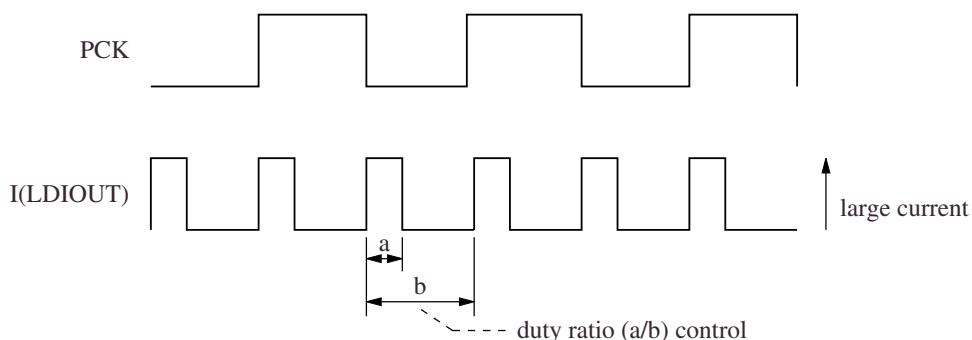 PCK
I(LDIOUT)
large current
a
b
duty ratio (a/b) control